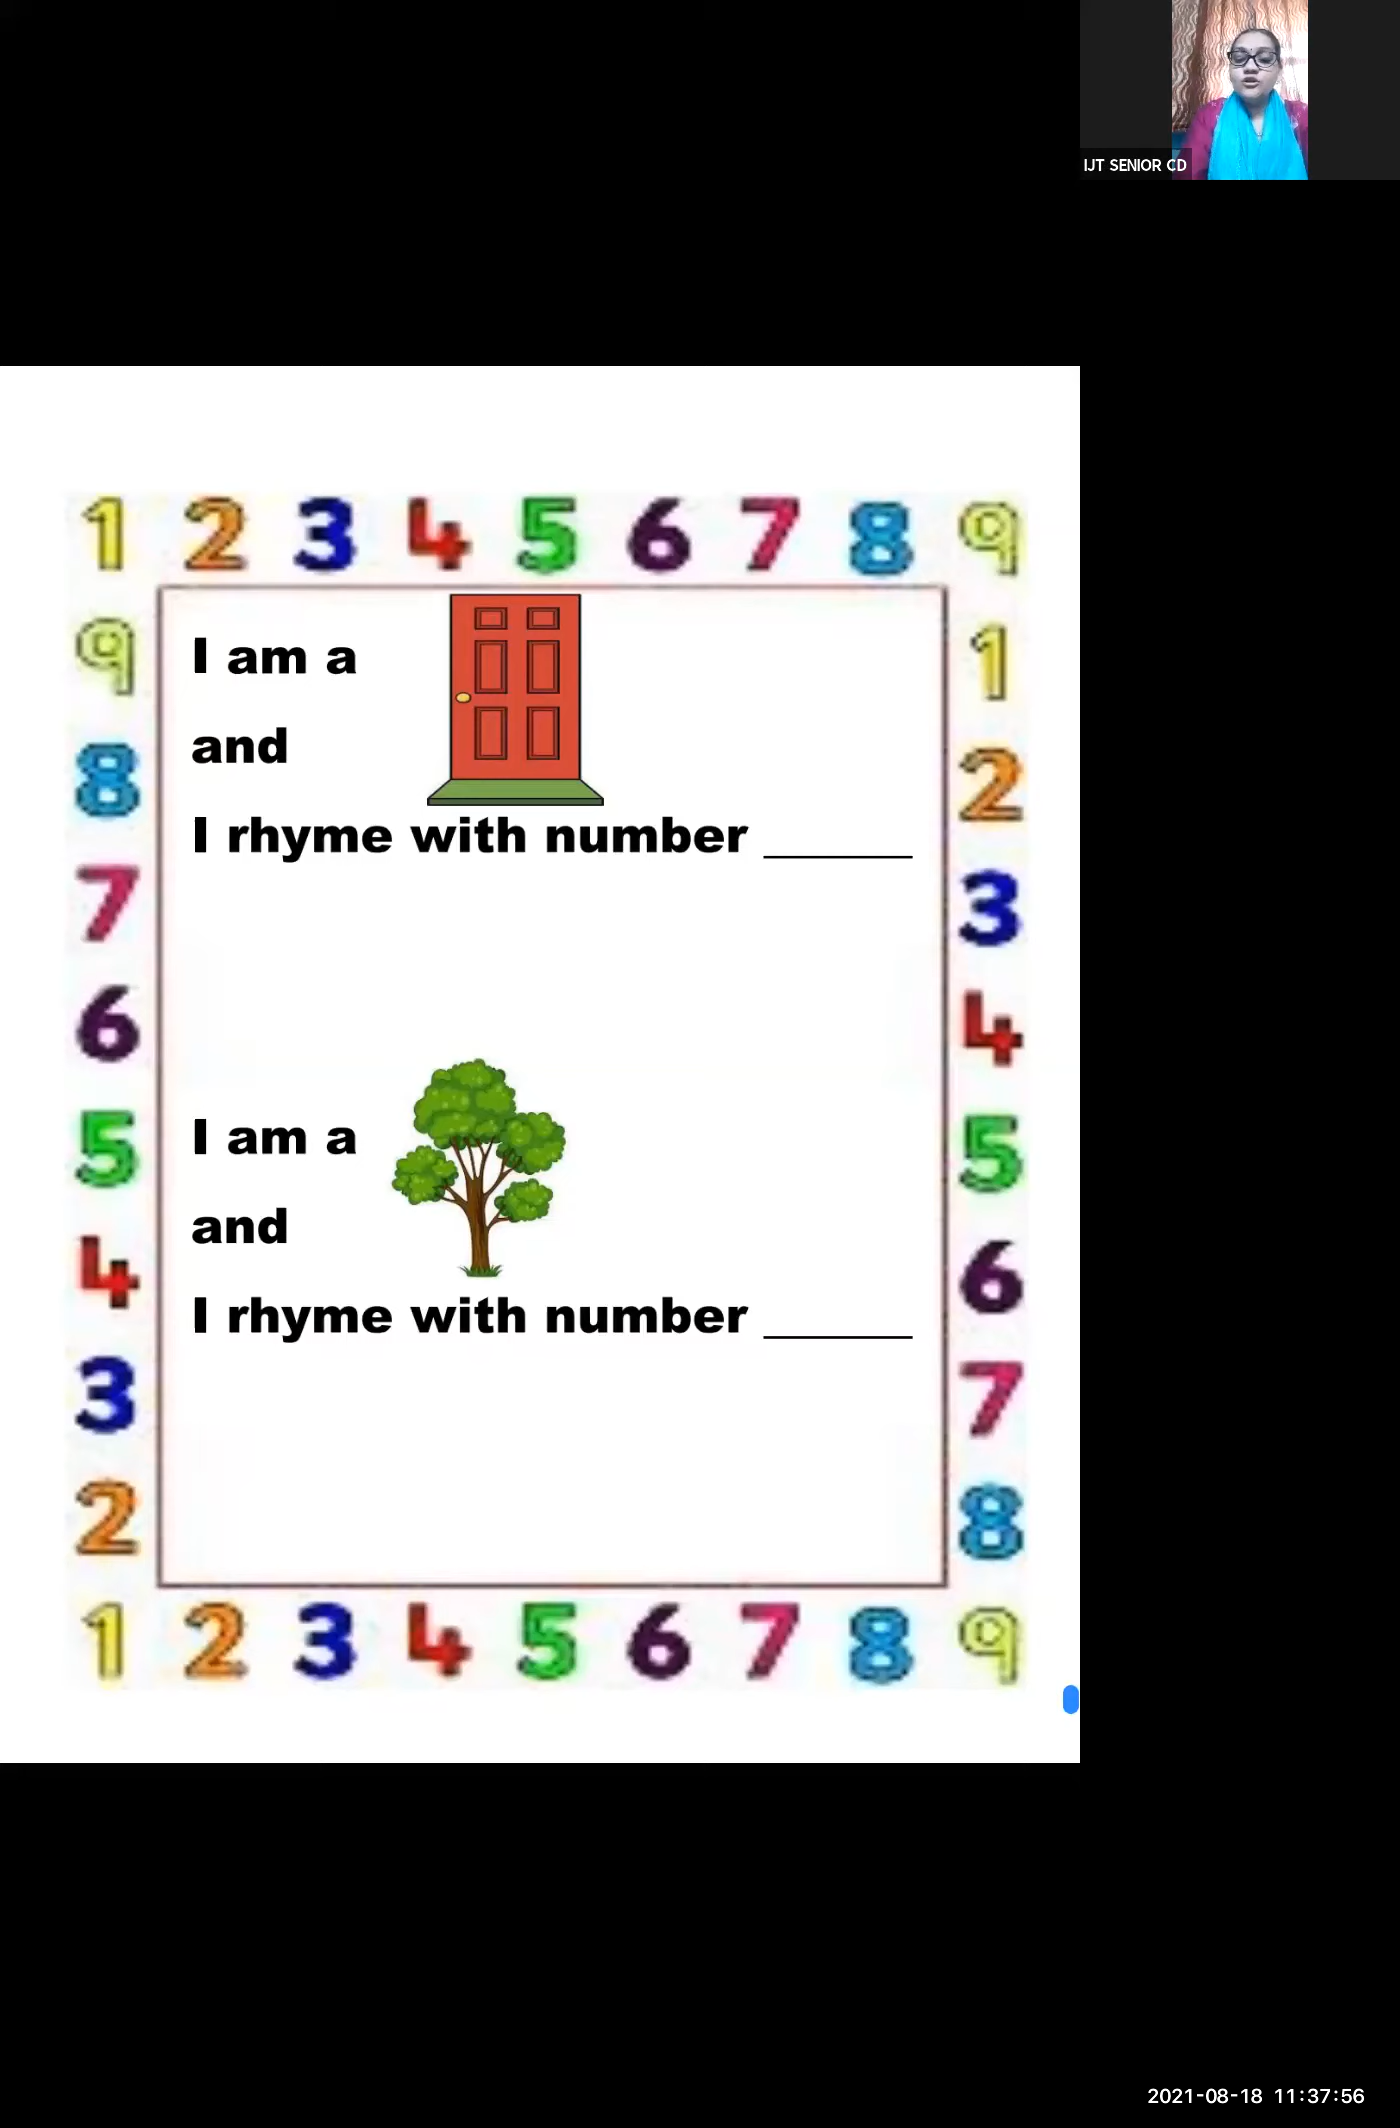 IJT SENIOR CD
1 2 3 4 5 6 7 8 9
9 1
8 2
7 3
6 4
5 5
4 6
3 7
2 8
1 2 3 4 5 6 7 8 9
I am a
and
I rhyme with number ______
I am a
and
I rhyme with number ______
2021-08-18 11:37:56